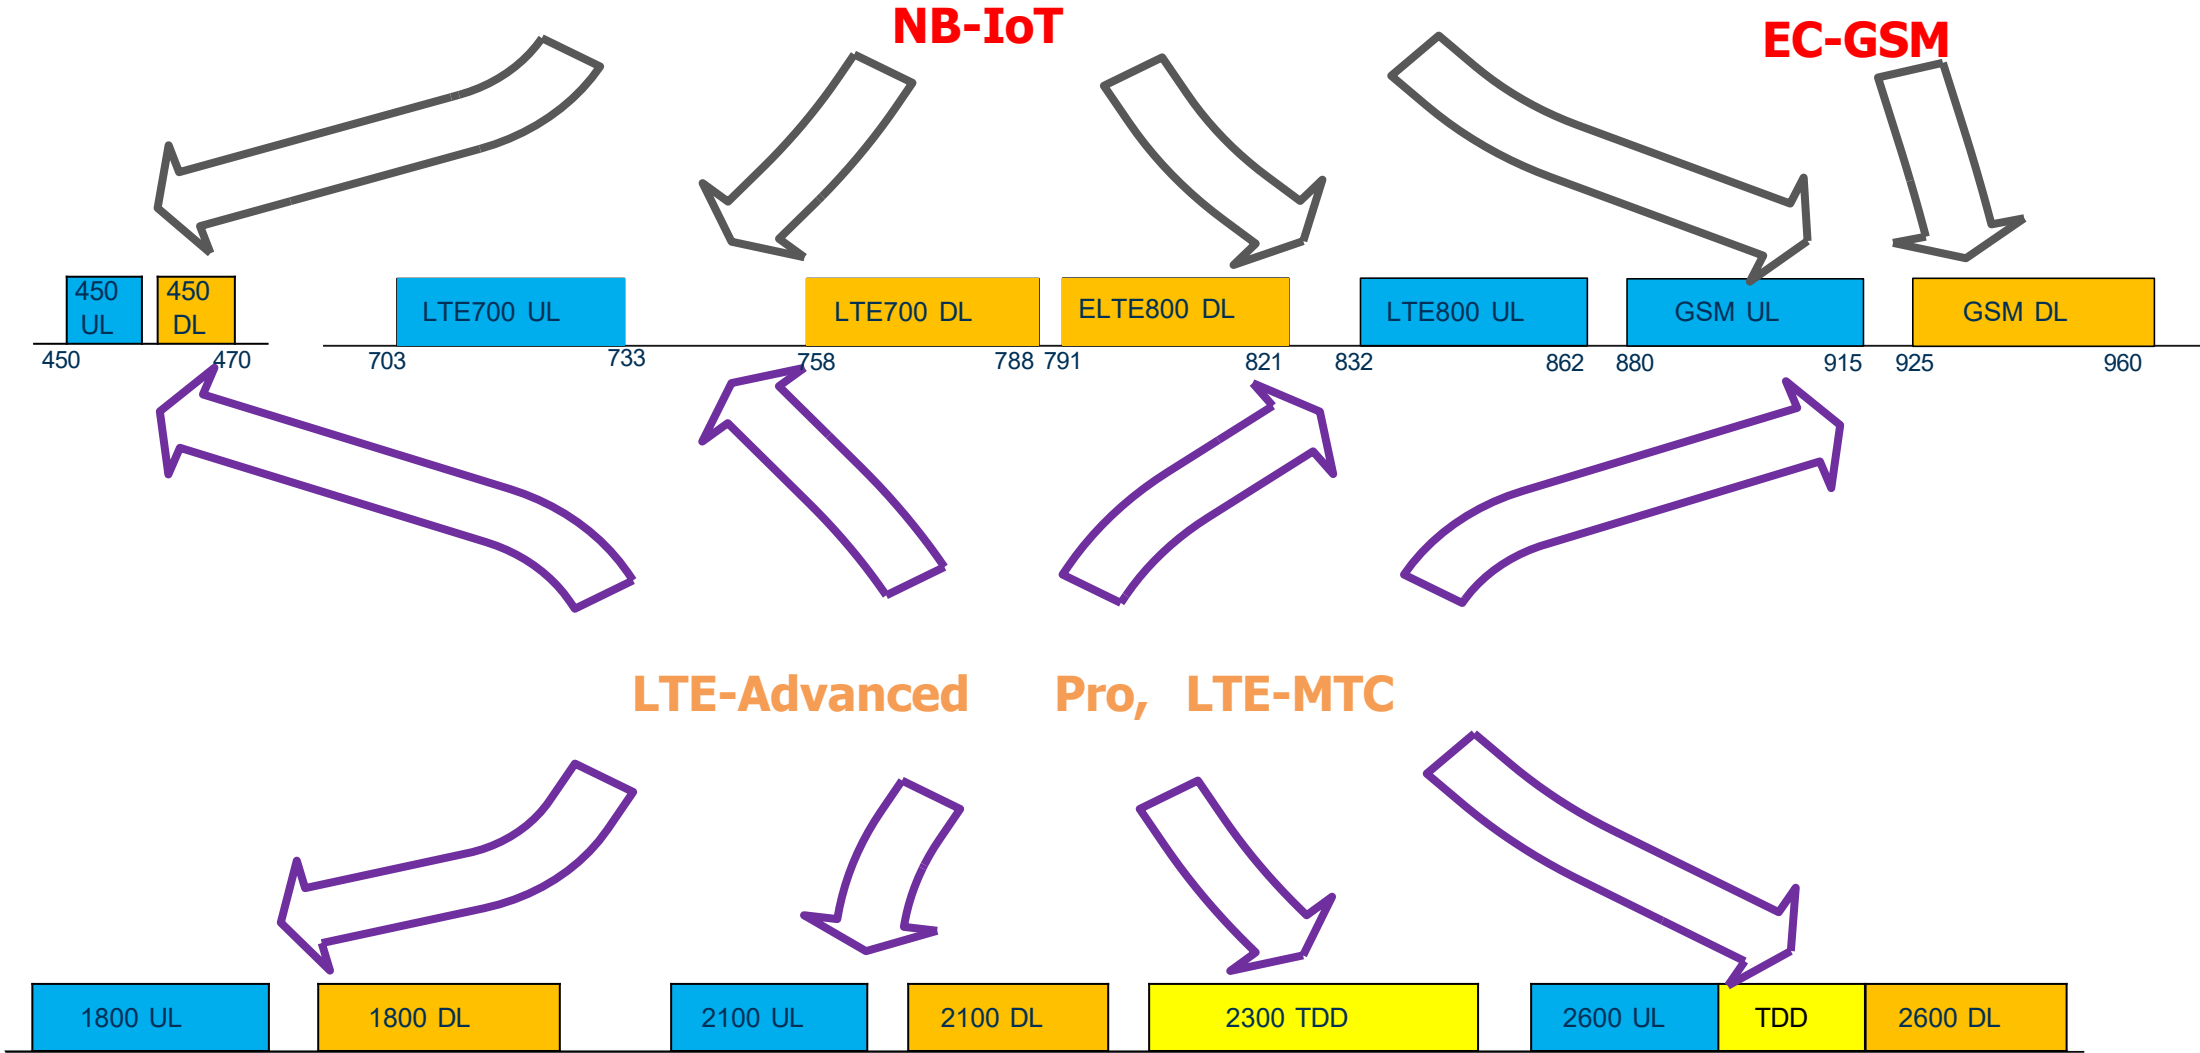 NB-IoT
EC-GSM
450 UL
450 DL
LTE700 UL
LTE700 DL
ELTE800 DL
LTE800 UL
GSM UL
GSM DL
450
470
703
733
758
788
791
821
832
862
880
915
925
960
LTE-Advanced Pro, LTE-MTC
1800 UL
1800 DL
2100 UL
2100 DL
2300 TDD
2600 UL
TDD
2600 DL